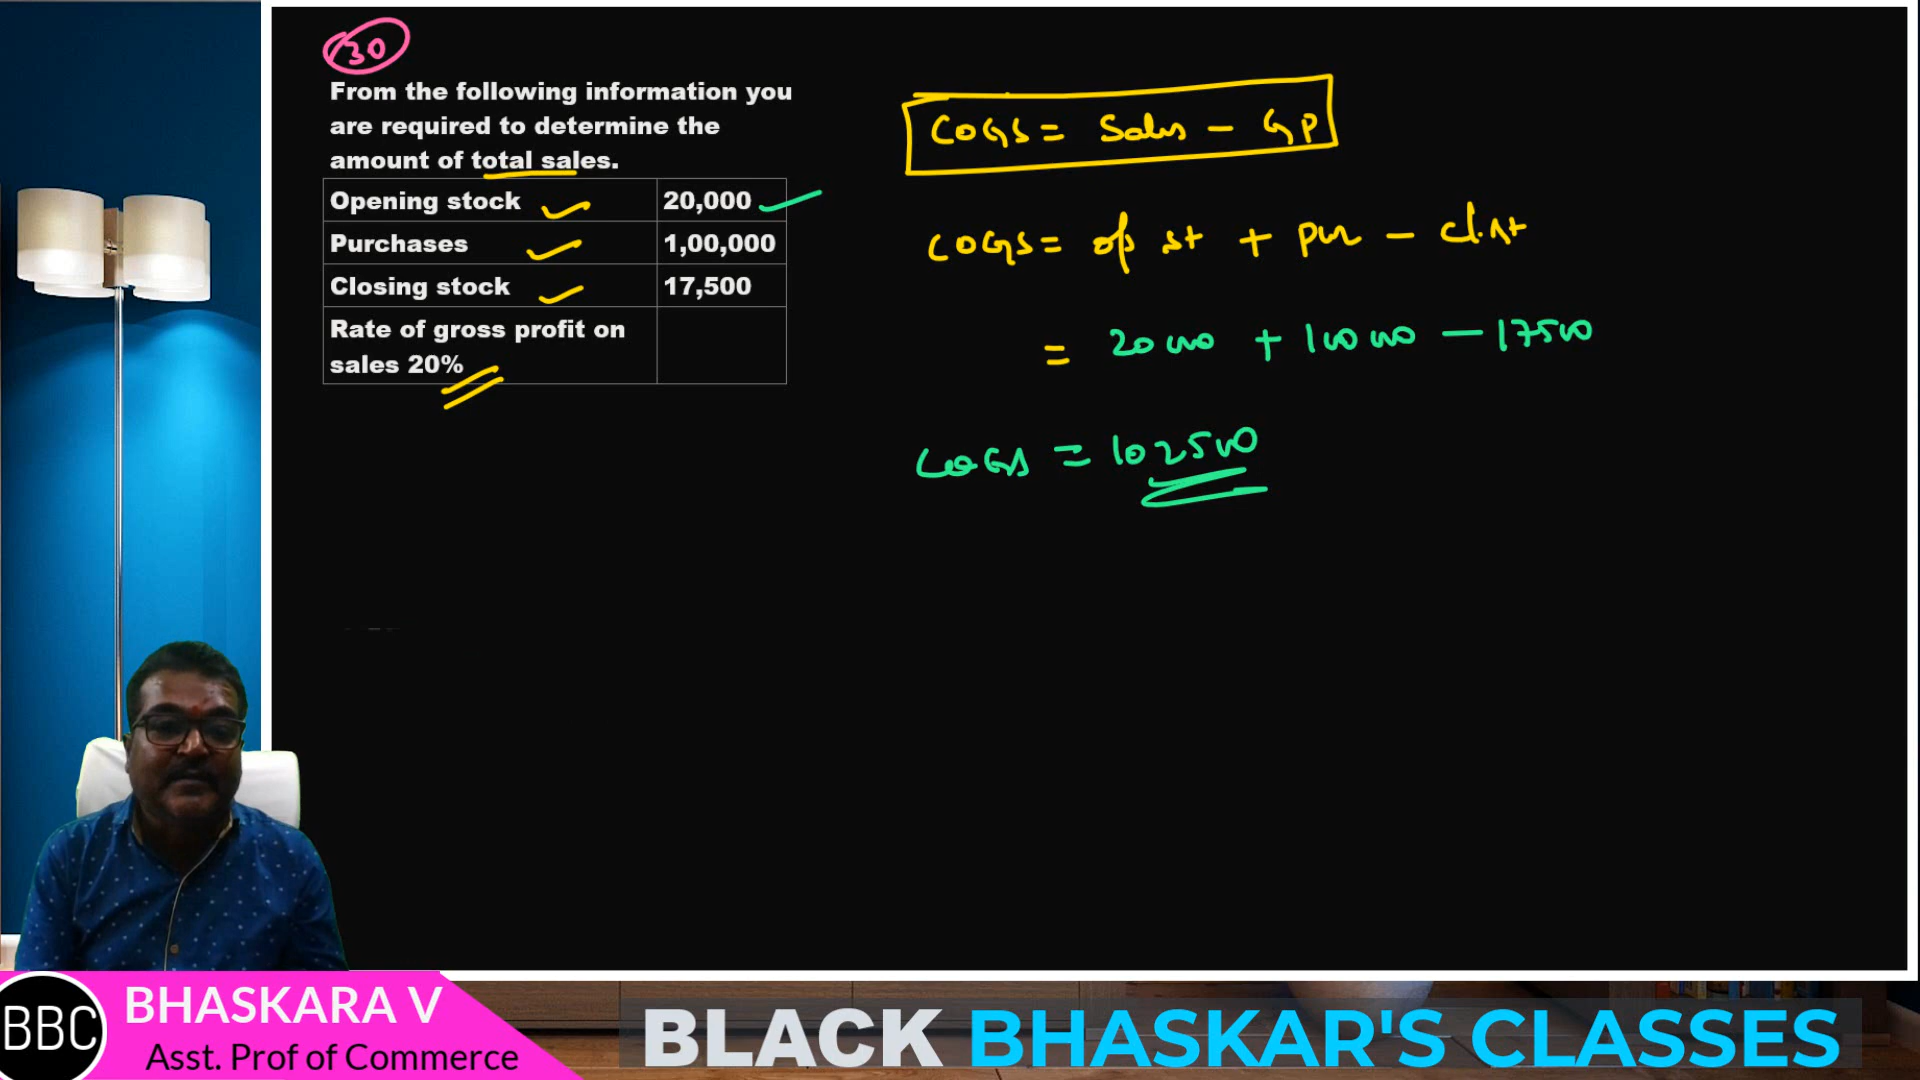 30
From the following information you
are required to determine the
amount of total sales.
Opening stock 20,000
Purchases 1,00,000
Closing stock 17,500
Rate of gross profit on
sales 20%
COGS = Sales - GP
COGS = op st + pur - cl.st
= 20000 + 100000 - 17500
COGS = 102500
BBC
BHASKARA V
Asst. Prof of Commerce
BLACK BHASKAR'S CLASSES